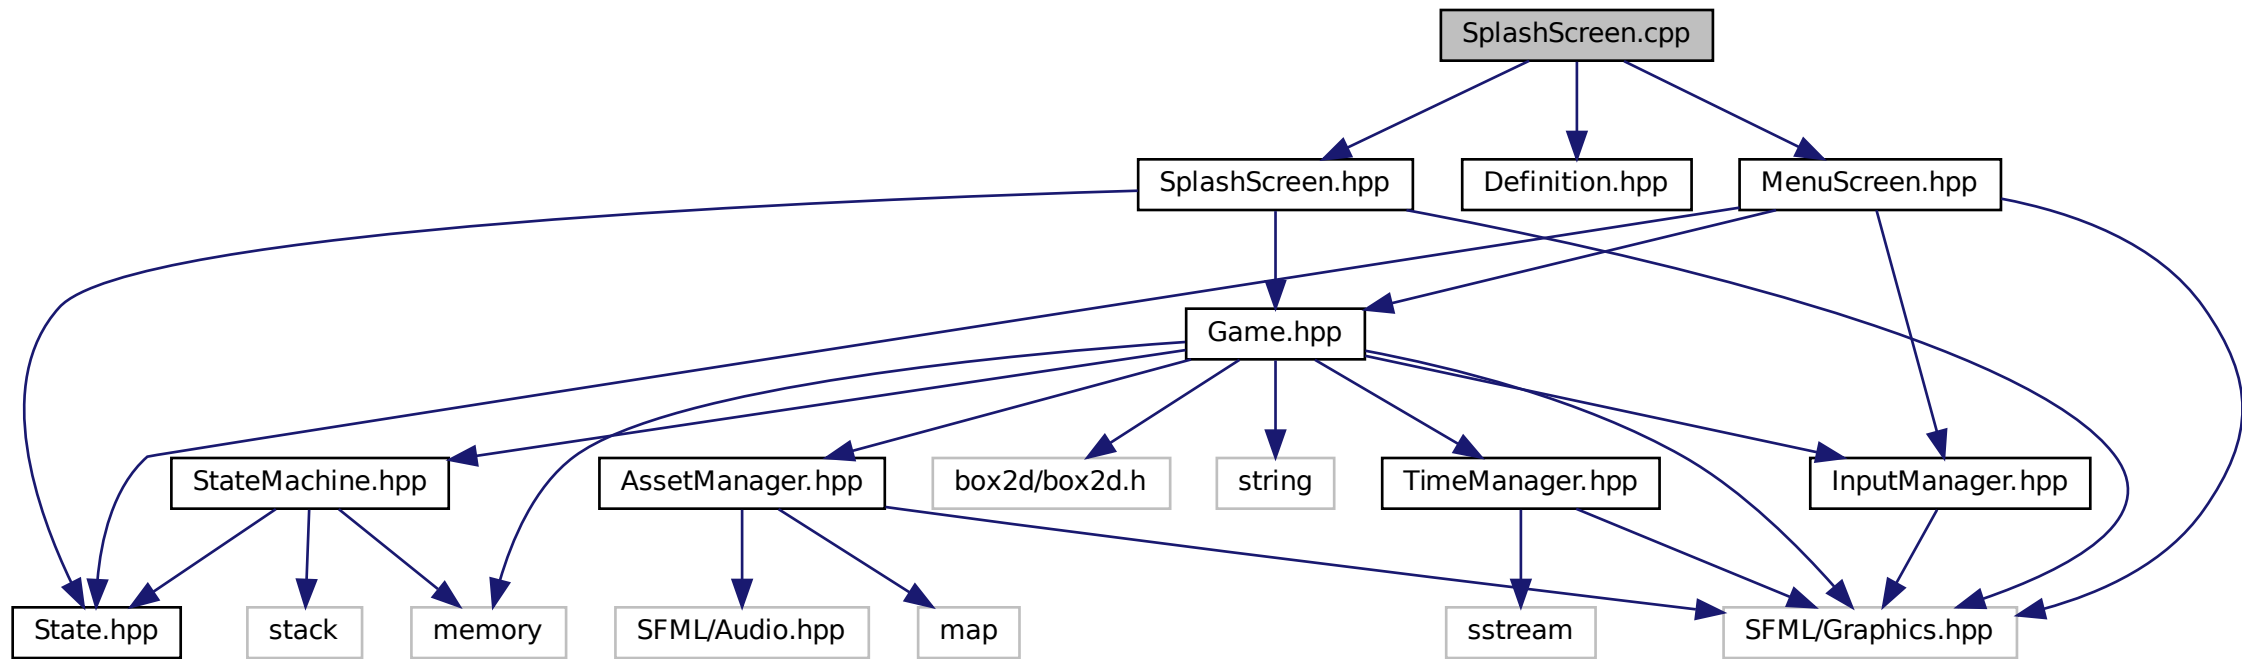 SplashScreen.cpp
SplashScreen.hpp
Definition.hpp
MenuScreen.hpp
Game.hpp
StateMachine.hpp
AssetManager.hpp
box2d/box2d.h
string
TimeManager.hpp
InputManager.hpp
State.hpp
stack
memory
SFML/Audio.hpp
map
sstream
SFML/Graphics.hpp